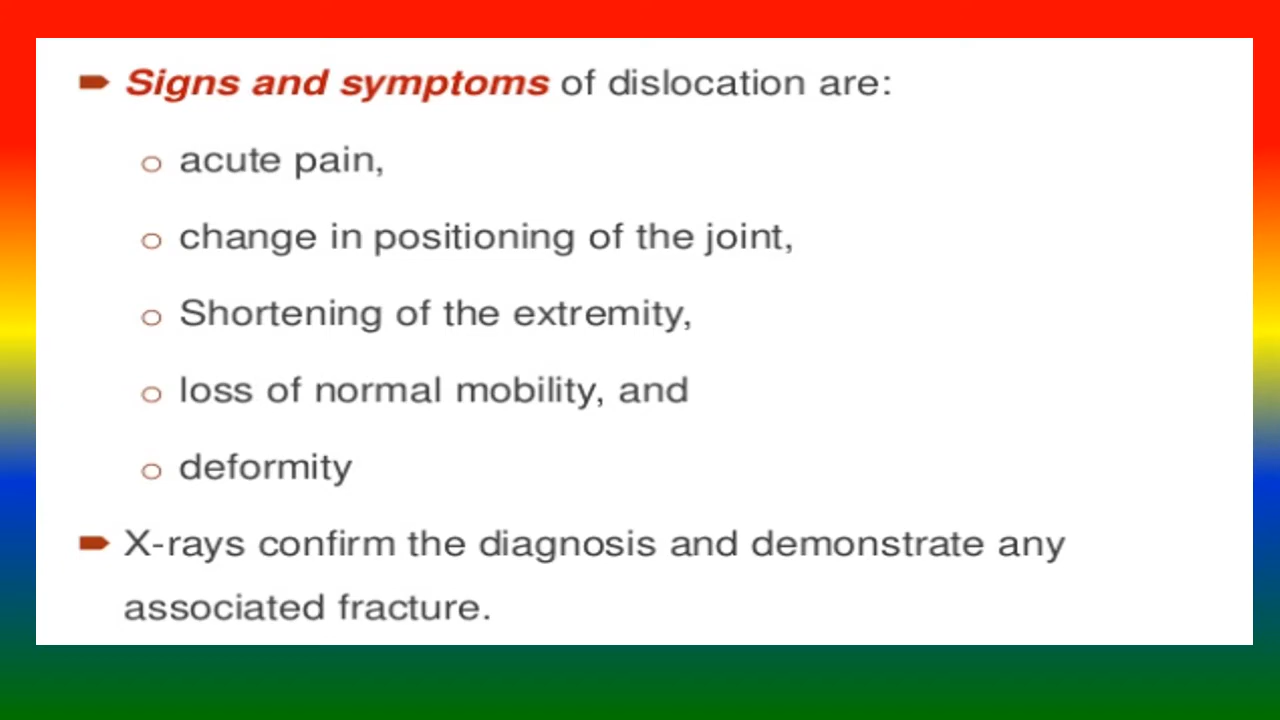 Signs and symptoms of dislocation are:
acute pain,
change in positioning of the joint,
Shortening of the extremity,
loss of normal mobility, and
deformity
X-rays confirm the diagnosis and demonstrate any
associated fracture.